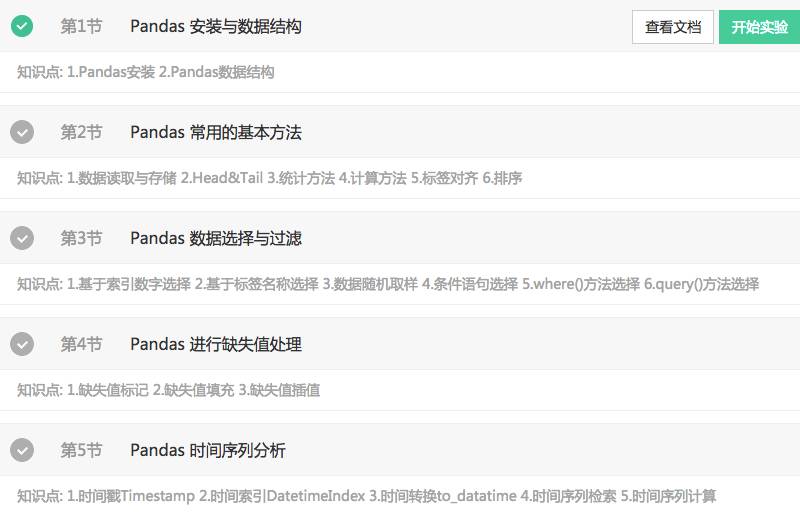 第1节 Pandas 安装与数据结构 查看文档 开始实验
知识点: 1.Pandas安装 2.Pandas数据结构
第2节 Pandas 常用的基本方法
知识点: 1.数据读取与存储 2.Head&Tail 3.统计方法 4.计算方法 5.标签对齐 6.排序
第3节 Pandas 数据选择与过滤
知识点: 1.基于索引数字选择 2.基于标签名称选择 3.数据随机取样 4.条件语句选择 5.where()方法选择 6.query()方法选择
第4节 Pandas 进行缺失值处理
知识点: 1.缺失值标记 2.缺失值填充 3.缺失值插值
第5节 Pandas 时间序列分析
知识点: 1.时间戳Timestamp 2.时间索引DatetimeIndex 3.时间转换to_datatime 4.时间序列检索 5.时间序列计算